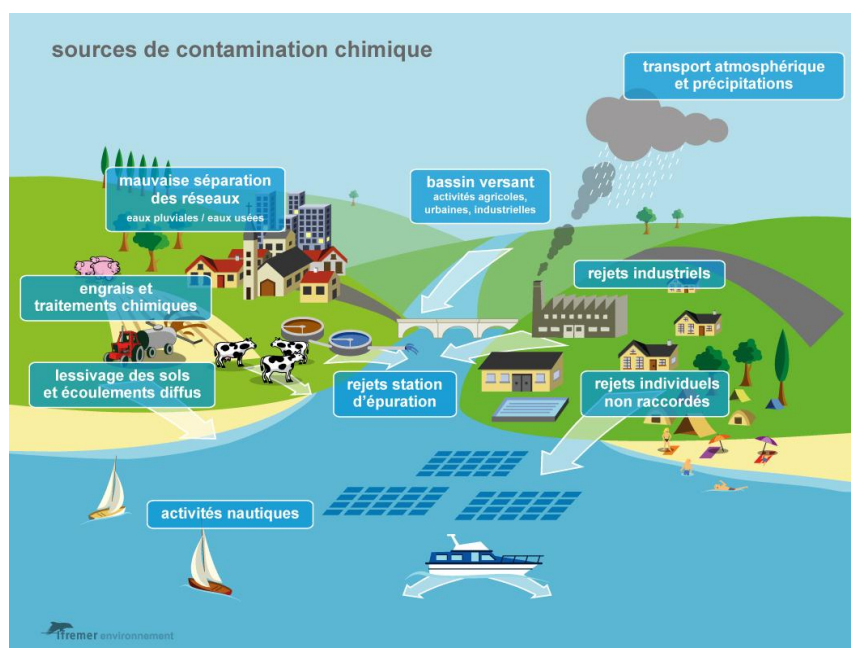 sources de contamination chimique
transport atmosphérique
et précipitations
mauvaise séparation
des réseaux
eaux pluviales / eaux usées
bassin versant
activités agricoles,
urbaines, industrielles
engrais et
traitements chimiques
rejets industriels
lessivage des sols
et écoulements diffus
rejets station
d'épuration
rejets individuels
non raccordés
activités nautiques
ifremer environnement